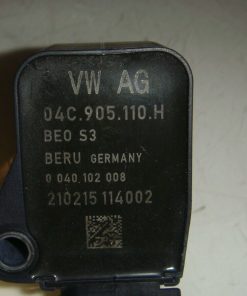 VW AG
04C.905.110.H
BEO S3
BERU GERMANY
0 040 102 008
210215 114002